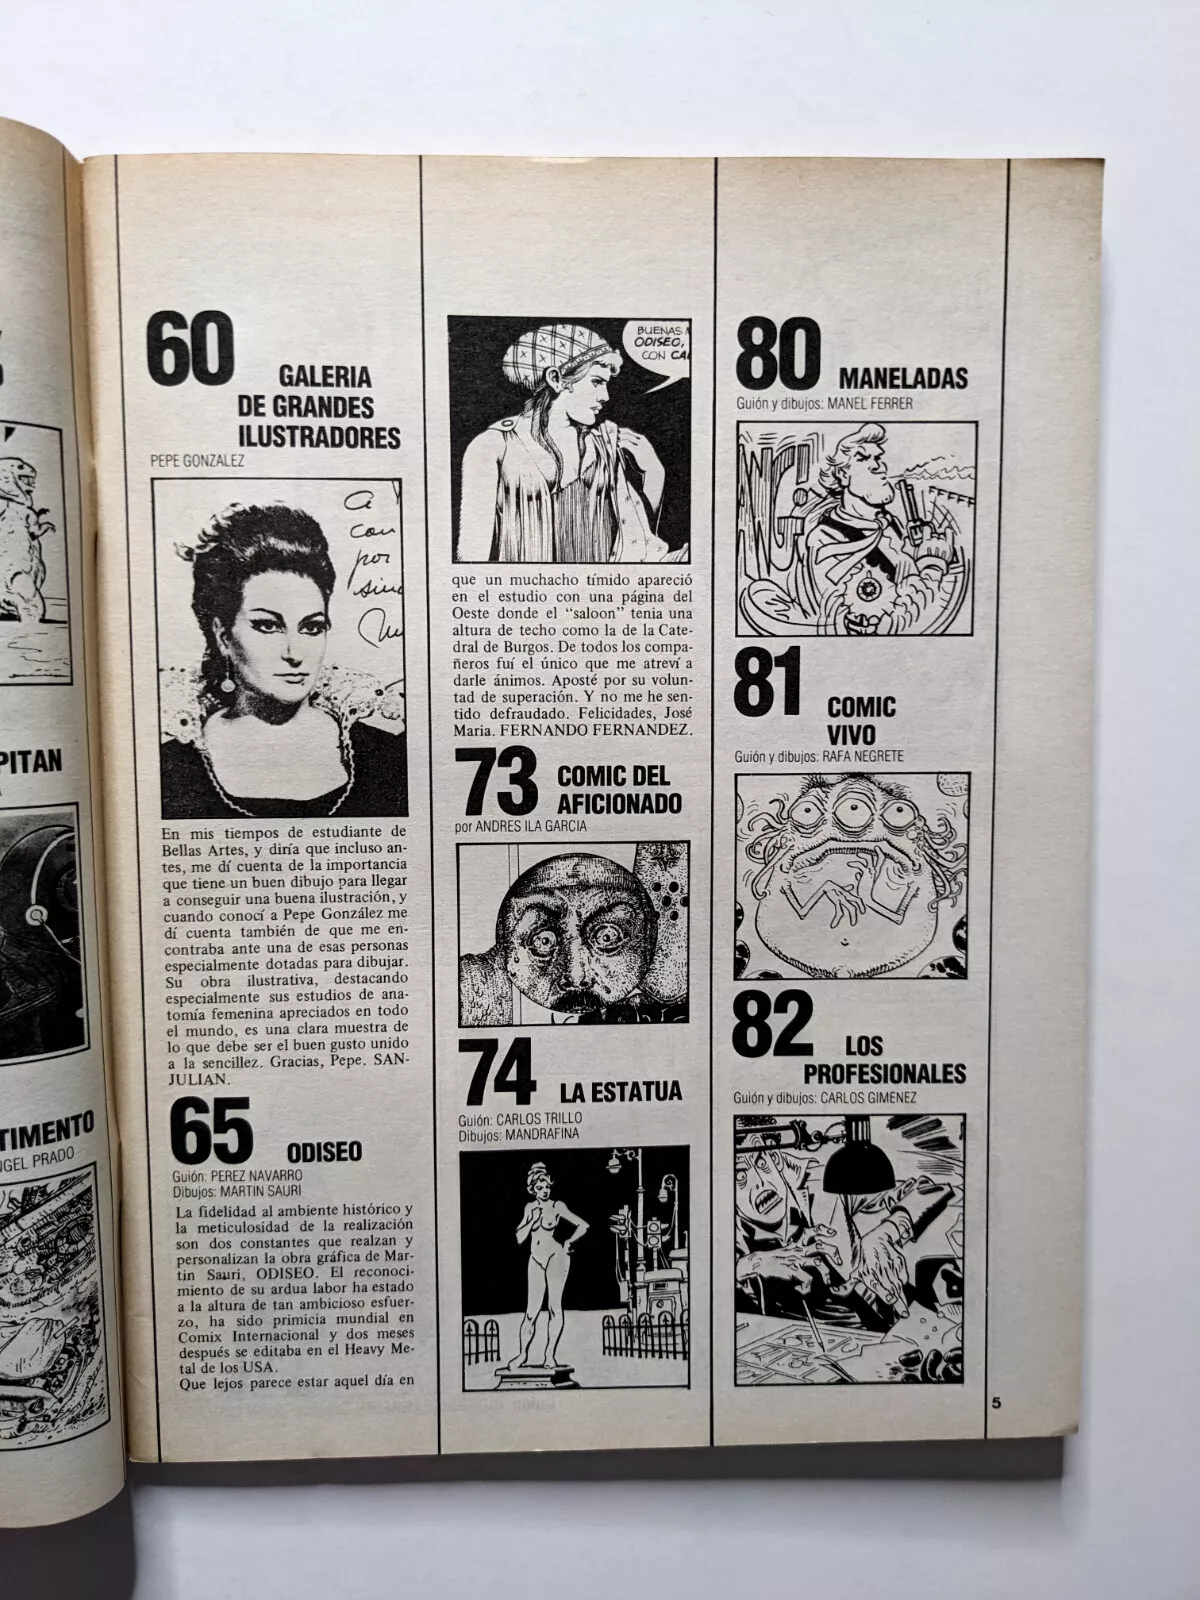 PITAN
TIMENTO
NGEL PRADO
60
GALERIA
DE GRANDES
ILUSTRADORES
PEPE GONZALEZ
A
con
por
En mis tiempos de estudiante de
Bellas Artes, y diría que incluso an-
tes, me dí cuenta de la importancia
que tiene un buen dibujo para llegar
a conseguir una buena ilustración, y
cuando conocí a Pepe González me
dí cuenta también de que me en-
contraba ante una de esas personas
especialmente dotadas para dibujar.
Su obra ilustrativa, destacando
especialmente sus estudios de ana-
tomía femenina apreciados en todo
el mundo, es una clara muestra de
lo que debe ser el buen gusto unido
a la sencillez. Gracias, Pepe. SAN-
JULIAN.
65
ODISEO
Guión: PEREZ NAVARRO
Dibujos: MARTIN SAURI
La fidelidad al ambiente histórico y
la meticulosidad de la realización
son dos constantes que realzan y
personalizan la obra gráfica de Mar-
tin Sauri, ODISEO. El reconoci-
miento de su ardua labor ha estado
a la altura de tan ambicioso esfuer-
zo, ha sido primicia mundial en
Comix Internacional y dos meses
después se editaba en el Heavy Me-
tal de los USA.
Que lejos parece estar aquel día en
BUENAS
ODISEO,
CON CA
que un muchacho tímido apareció
en el estudio con una página del
Oeste donde el “saloon” tenia una
altura de techo como la de la Cate-
dral de Burgos. De todos los compa-
ñeros fuí el único que me atreví a
darle ánimos. Aposté por su volun-
tad de superación. Y no me he sen-
tido defraudado. Felicidades, José
Maria. FERNANDO FERNANDEZ.
73
COMIC DEL
AFICIONADO
por ANDRES ILA GARCIA
74
LA ESTATUA
Guión: CARLOS TRILLO
Dibujos: MANDRAFINA
80
MANELADAS
Guión y dibujos: MANEL FERRER
NG!
81
COMIC
VIVO
Guión y dibujos: RAFA NEGRETE
82
LOS
PROFESIONALES
Guión y dibujos: CARLOS GIMENEZ
5